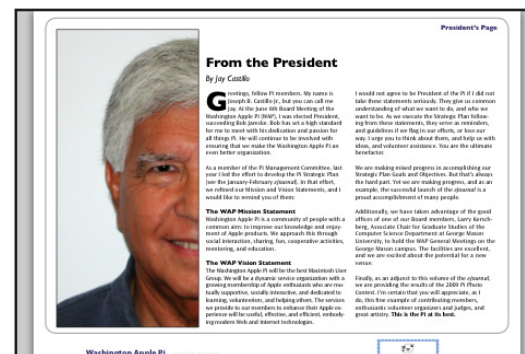 President's Page
From the President
By Jay Castillo
Greetings, fellow Pi members. My name is
Joseph B. Castillo Jr., but you can call me
Jay. At the June 6th Board Meeting of the
Washington Apple Pi (WAP), I was elected President,
succeeding Bob Jarecke. Bob has set a high standard
for me to meet with his dedication and passion for
all things Pi. He will continue to be involved with
ensuring that we make the Washington Apple Pi an
even better organization.
As a member of the Pi Management Committee, last
year I led the effort to develop the Pi Strategic Plan
(see the January-February eJournal). In that effort,
we refined our Mission and Vision Statements, and I
would like to remind you of them:
The WAP Mission Statement
Washington Apple Pi is a community of people with a
common aim: to improve our knowledge and enjoy-
ment of Apple products. We approach this through
social interaction, sharing, fun, cooperative activities,
mentoring, and education.
The WAP Vision Statement
The Washington Apple Pi will be the best Macintosh User
Group. We will be a dynamic service organization with a
growing membership of Apple enthusiasts who are mu-
tually supportive, socially interactive, and dedicated to
learning, volunteerism, and helping others. The services
we provide to our members to enhance their Apple ex-
perience will be useful, effective, and efficient, embody-
ing modern Web and Internet technologies.
I would not agree to be President of the Pi if I did not
take these statements seriously. They give us common
understanding of what we want to do, and who we
want to be. As we execute the Strategic Plan follow-
ing from these statements, they serve as reminders,
and guidelines if we flag in our efforts, or lose our
way. I urge you to think about them, and help us with
ideas, and volunteer assistance. You are the ultimate
benefactor.
We are making mixed progress in accomplishing our
Strategic Plan Goals and Objectives. But that's always
the hard part. Yet we are making progress, and as an
example, the successful launch of the eJournal is a
proud accomplishment of many people.
Additionally, we have taken advantage of the good
offices of one of our Board members, Larry Kersch-
berg, Associate Chair for Graduate Studies of the
Computer Science Department at George Mason
University, to hold the WAP General Meetings on the
George Mason campus. The facilities are excellent,
and we are excited about the potential for a new
venue.
Finally, as an adjunct to this volume of the eJournal,
we are providing the results of the 2009 Pi Photo
Contest. I'm certain that you will appreciate, as I
do, this fine example of contributing members,
enthusiastic volunteer organizers and judges, and
great artistry. This is the Pi at its best.
Washington Apple Pi